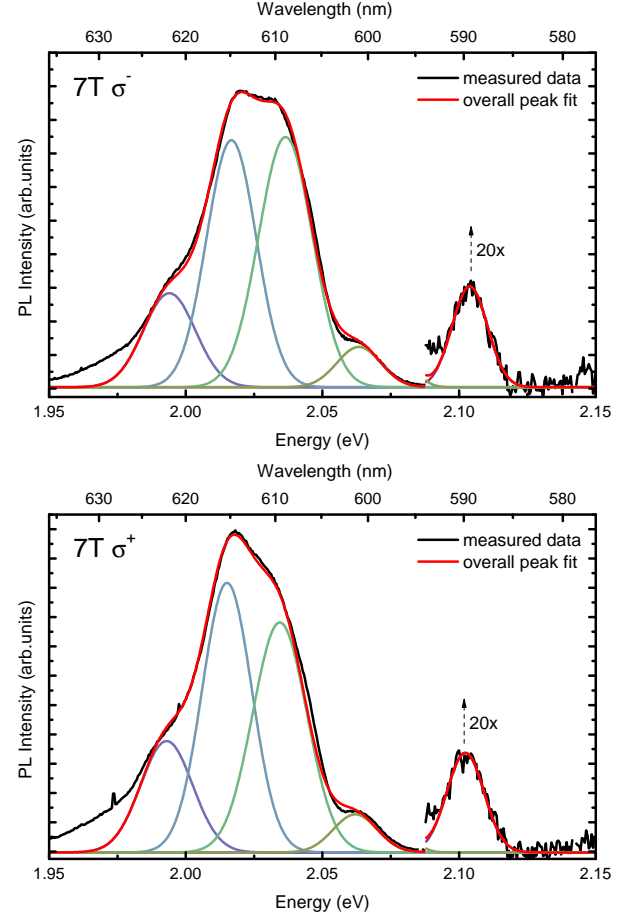 Wavelength (nm)
630 620 610 600 590 580
7T σ-
measured data
overall peak fit
20x
PL Intensity (arb.units)
1.95 2.00 2.05 2.10 2.15
Energy (eV)
Wavelength (nm)
630 620 610 600 590 580
7T σ+
measured data
overall peak fit
20x
PL Intensity (arb.units)
1.95 2.00 2.05 2.10 2.15
Energy (eV)